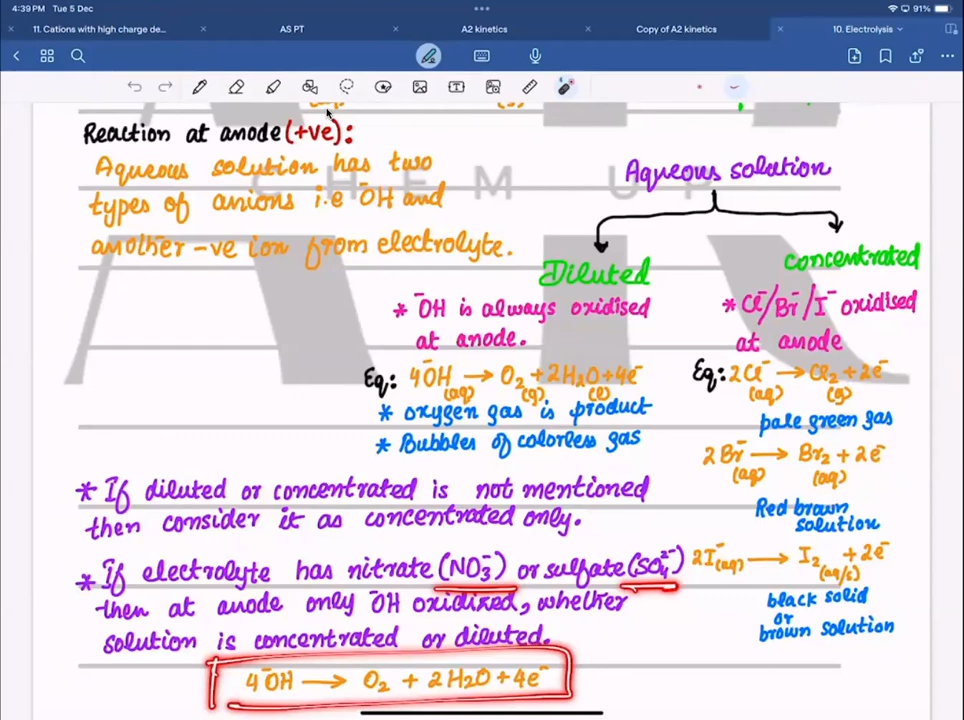 4:39 PM Tue 5 Dec
91%
11. Cations with high charge de...
AS PT
A2 kinetics
Copy of A2 kinetics
10. Electrolysis
Reaction at anode (+ve):
Aqueous solution has two
types of anions i.e ⁻OH and
another -ve ion from electrolyte.
CHEM UP
Aqueous solution
Diluted
* ⁻OH is always oxidised
at anode.
Eq: 4⁻OH(aq) → O₂(g) + 2H₂O(l) + 4e⁻
* oxygen gas is product
* Bubbles of colorless gas
concentrated
* Cl⁻/Br⁻/I⁻ oxidised
at anode
Eq: 2Cl⁻(aq) → Cl₂(g) + 2e⁻
pale green gas
2Br⁻(aq) → Br₂(aq) + 2e⁻
Red brown
solution
2I⁻(aq) → I₂(aq/s) + 2e⁻
black solid
or
brown solution
* If diluted or concentrated is not mentioned
then consider it as concentrated only.
* If electrolyte has nitrate (NO₃⁻) or sulfate (SO₄²⁻)
then at anode only ⁻OH oxidized, whether
solution is concentrated or diluted.
4⁻OH → O₂ + 2H₂O + 4e⁻